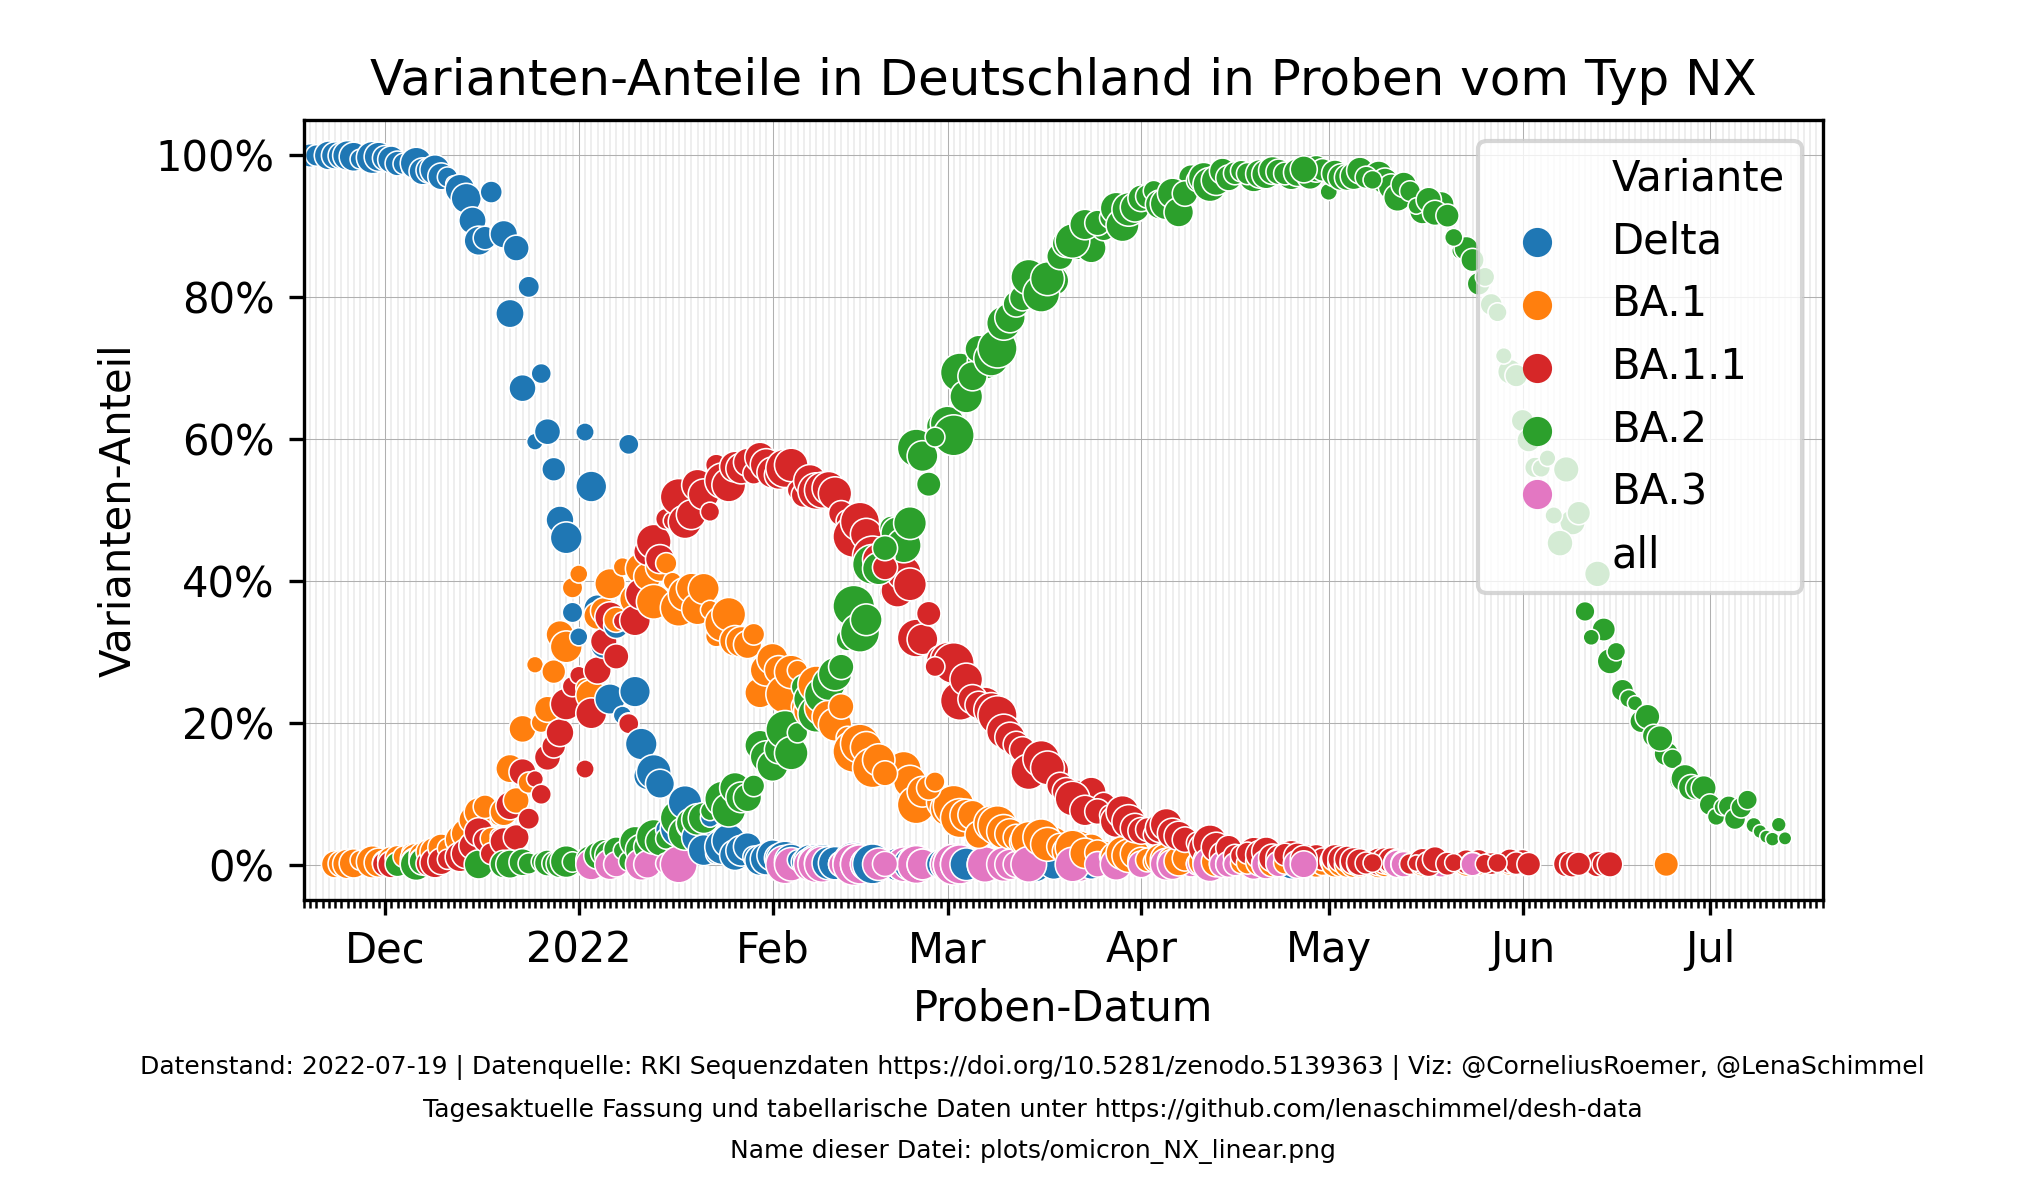 Varianten-Anteile in Deutschland in Proben vom Typ NX
Varianten-Anteil
100%
80%
60%
40%
20%
0%
Variante
Delta
BA.1
BA.1.1
BA.2
BA.3
all
Dec
2022
Feb
Mar
Apr
May
Jun
Jul
Proben-Datum
Datenstand: 2022-07-19 | Datenquelle: RKI Sequenzdaten https://doi.org/10.5281/zenodo.5139363 | Viz: @CorneliusRoemer, @LenaSchimmel
Tagesaktuelle Fassung und tabellarische Daten unter https://github.com/lenaschimmel/desh-data
Name dieser Datei: plots/omicron_NX_linear.png